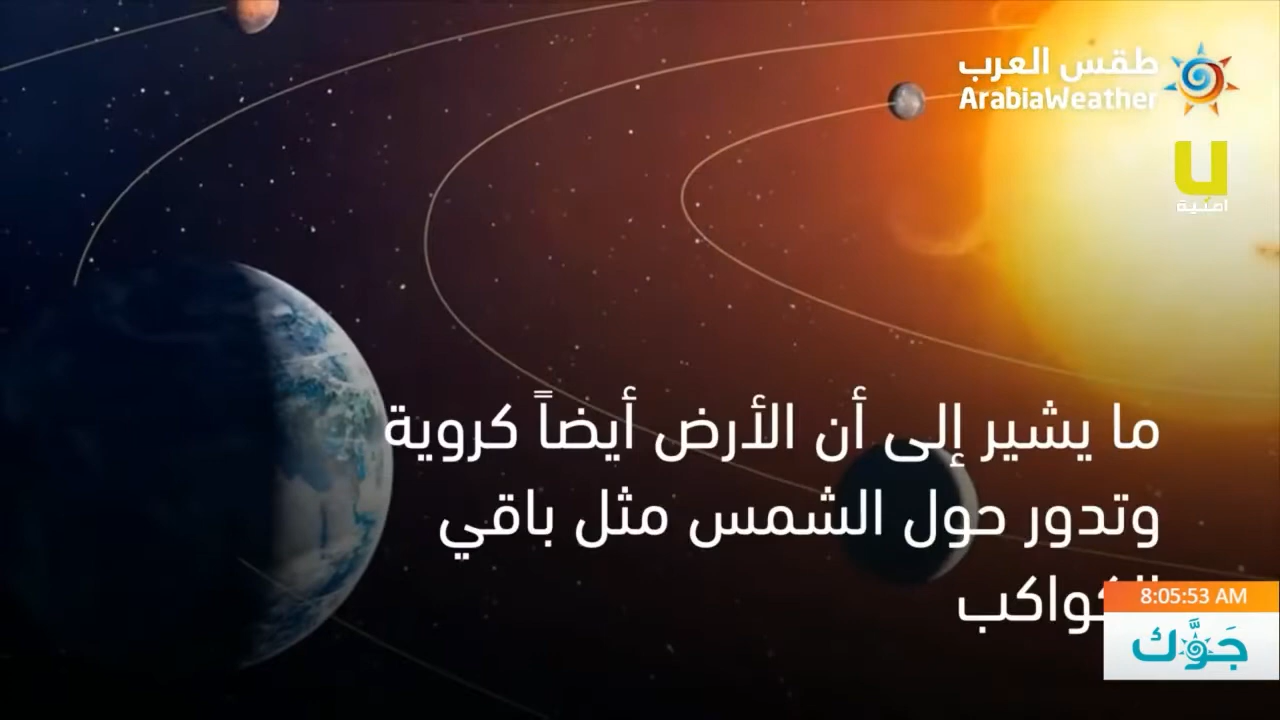 طقس العرب
ArabiaWeather
امنية
ما يشير إلى أن الأرض أيضاً كروية
وتدور حول الشمس مثل باقي
الكواكب
8:05:53 AM
جَوَّك